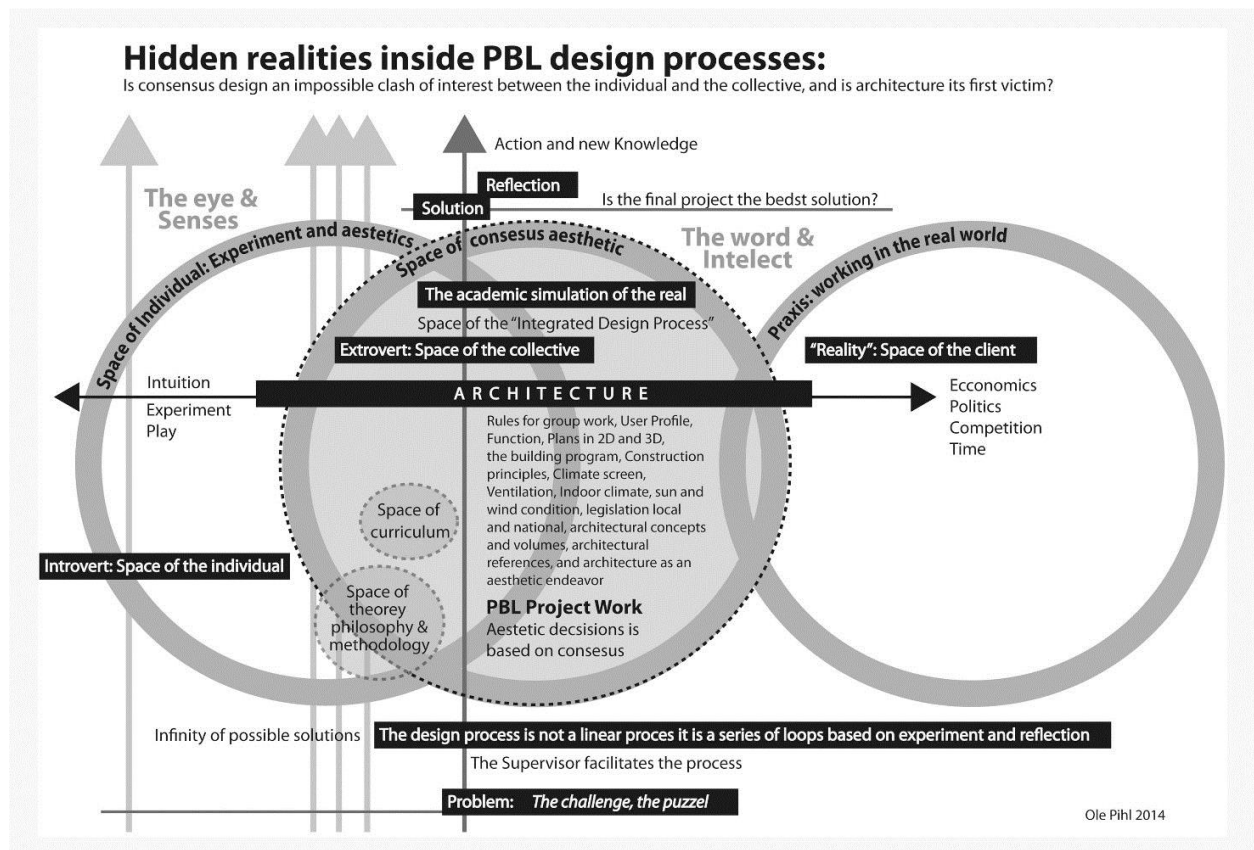 Hidden realities inside PBL design processes:
Is consensus design an impossible clash of interest between the individual and the collective, and is architecture its first victim?
Action and new Knowledge
The eye &
Senses
Reflection
Solution
Is the final project the bedst solution?
Space of Individual: Experiment and aestetics
Space of consesus aesthetic
The word &
Intelect
Praxis: working in the real world
The academic simulation of the real
Space of the "Integrated Design Process"
Extrovert: Space of the collective
"Reality": Space of the client
Intuition
Experiment
Play
ARCHITECTURE
Ecconomics
Politics
Competition
Time
Rules for group work, User Profile,
Function, Plans in 2D and 3D,
the building program, Construction
principles, Climate screen,
Ventilation, Indoor climate, sun and
wind condition, legislation local
and national, architectural concepts
and volumes, architectural
references, and architecture as an
aesthetic endeavor
Space of
curriculum
Introvert: Space of the individual
Space of
theorey
philosophy &
methodology
PBL Project Work
Aestetic decsisions is
based on consesus
Infinity of possible solutions
The design process is not a linear proces it is a series of loops based on experiment and reflection
The Supervisor facilitates the process
Problem: The challenge, the puzzel
Ole Pihl 2014